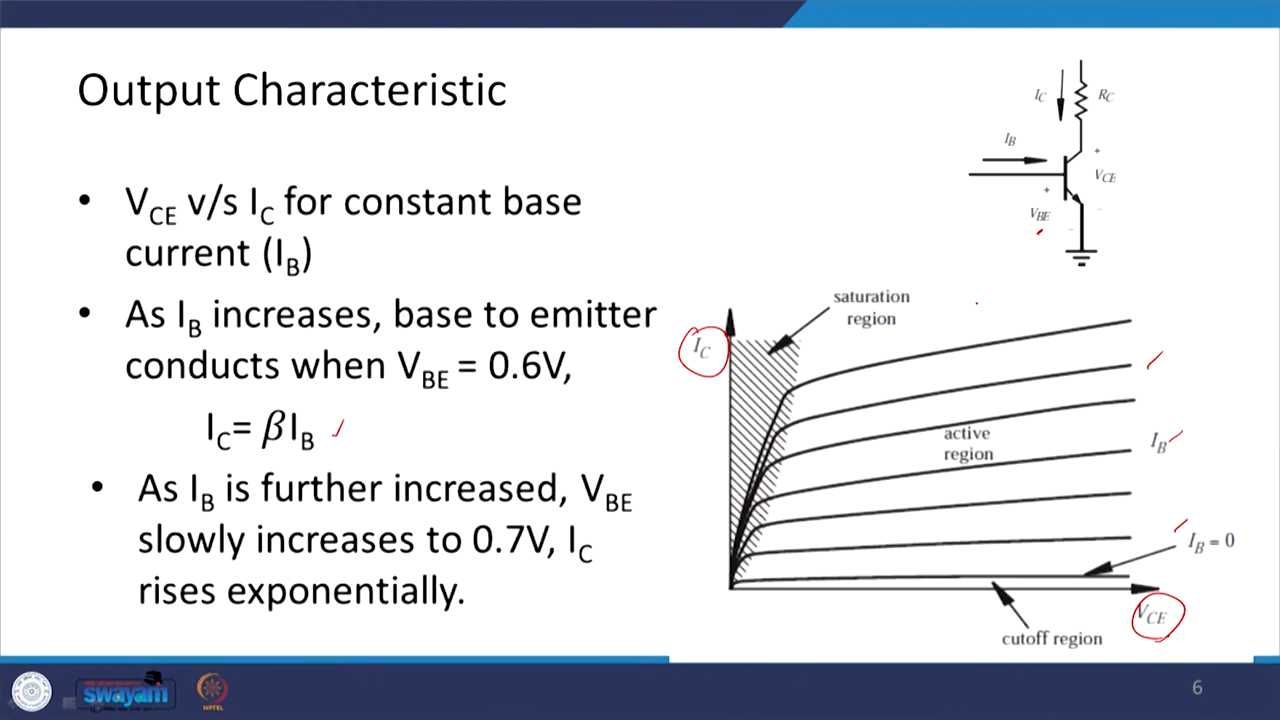 Output Characteristic
• V_CE v/s I_C for constant base
current (I_B)
• As I_B increases, base to emitter
conducts when V_BE = 0.6V,
I_C= βI_B
• As I_B is further increased, V_BE
slowly increases to 0.7V, I_C
rises exponentially.
I_C
R_C
I_B
+
V_CE
+
V_BE
saturation
region
I_C
active
region
I_B
I_B = 0
V_CE
cutoff region
swayam
NPTEL
6